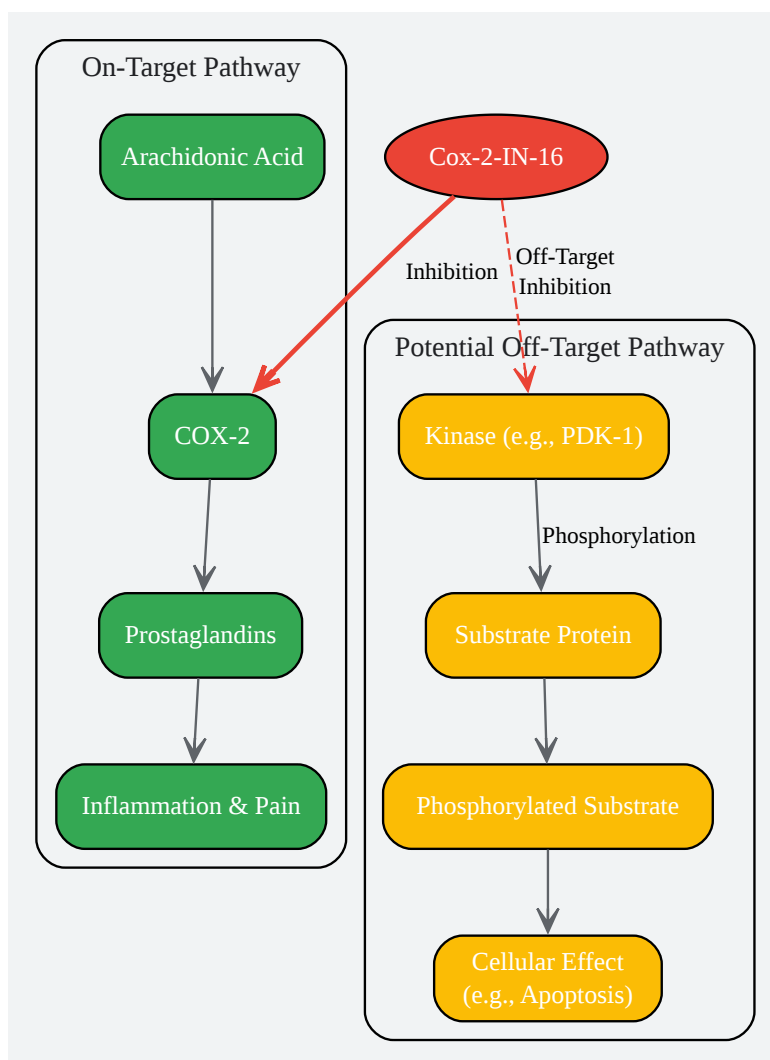 On-Target Pathway
Arachidonic Acid
Cox-2-IN-16
Inhibition
Off-Target
Inhibition
Potential Off-Target Pathway
COX-2
Kinase (e.g., PDK-1)
Phosphorylation
Prostaglandins
Substrate Protein
Inflammation & Pain
Phosphorylated Substrate
Cellular Effect
(e.g., Apoptosis)